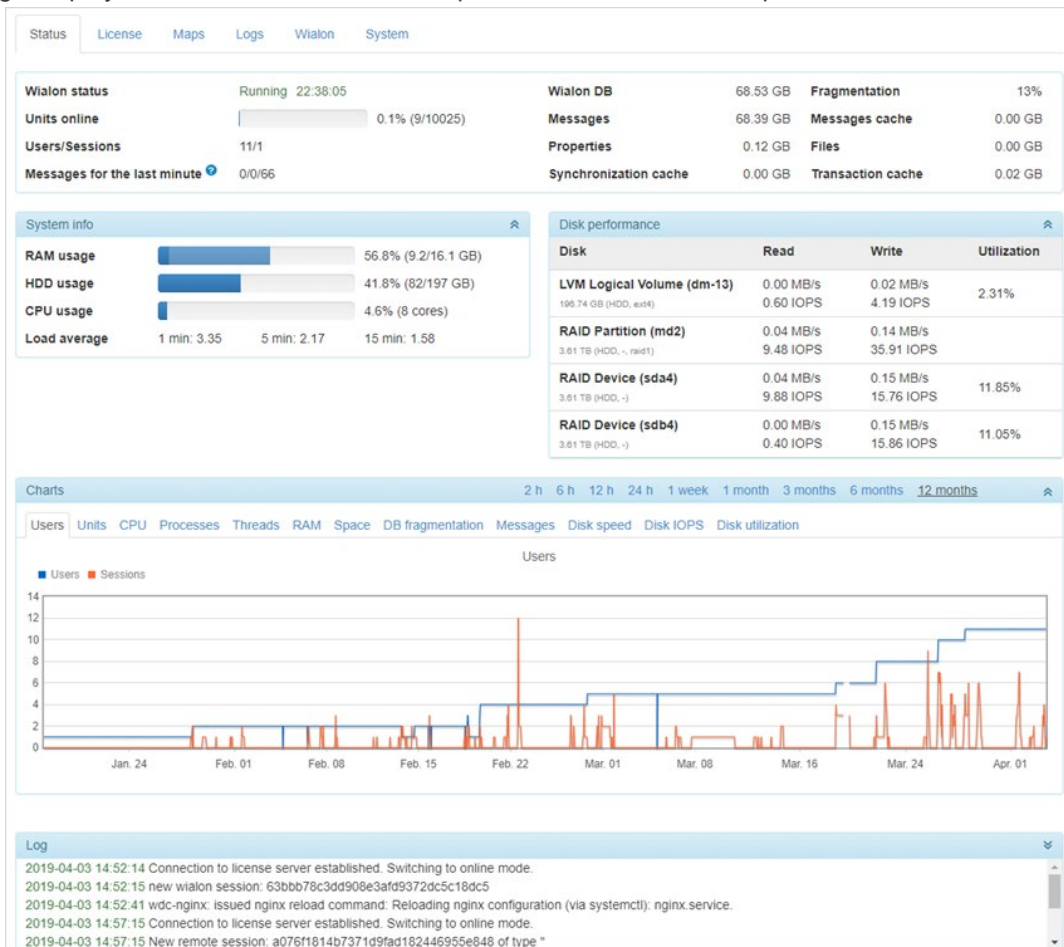 Status License Maps Logs Wialon System
Wialon status Running 22:38:05 Wialon DB 68.53 GB Fragmentation 13%
Units online 0.1% (9/10025) Messages 68.39 GB Messages cache 0.00 GB
Users/Sessions 11/1 Properties 0.12 GB Files 0.00 GB
Messages for the last minute ? 0/0/66 Synchronization cache 0.00 GB Transaction cache 0.02 GB
System info
RAM usage 56.8% (9.2/16.1 GB)
HDD usage 41.8% (82/197 GB)
CPU usage 4.6% (8 cores)
Load average 1 min: 3.35 5 min: 2.17 15 min: 1.58
Disk performance
Disk Read Write Utilization
LVM Logical Volume (dm-13) 0.00 MB/s 0.02 MB/s 2.31%
196.74 GB (HDD, ext4) 0.60 IOPS 4.19 IOPS
RAID Partition (md2) 0.04 MB/s 0.14 MB/s
3.61 TB (HDD, -, raid1) 9.48 IOPS 35.91 IOPS
RAID Device (sda4) 0.04 MB/s 0.15 MB/s 11.85%
3.61 TB (HDD, -) 9.88 IOPS 15.76 IOPS
RAID Device (sdb4) 0.00 MB/s 0.15 MB/s 11.05%
3.61 TB (HDD, -) 0.40 IOPS 15.86 IOPS
Charts 2 h 6 h 12 h 24 h 1 week 1 month 3 months 6 months 12 months
Users Units CPU Processes Threads RAM Space DB fragmentation Messages Disk speed Disk IOPS Disk utilization
Users
Users Sessions
14
12
10
8
6
4
2
0
Jan. 24 Feb. 01 Feb. 08 Feb. 15 Feb. 22 Mar. 01 Mar. 08 Mar. 16 Mar. 24 Apr. 01
Log
2019-04-03 14:52:14 Connection to license server established. Switching to online mode.
2019-04-03 14:52:15 new wialon session: 63bbb78c3dd908e3afd9372dc5c18dc5
2019-04-03 14:52:41 wdc-nginx: issued nginx reload command: Reloading nginx configuration (via systemctl): nginx.service.
2019-04-03 14:57:15 Connection to license server established. Switching to online mode.
2019-04-03 14:57:15 New remote session: a076f1814b7371d9fad182446955e848 of type "